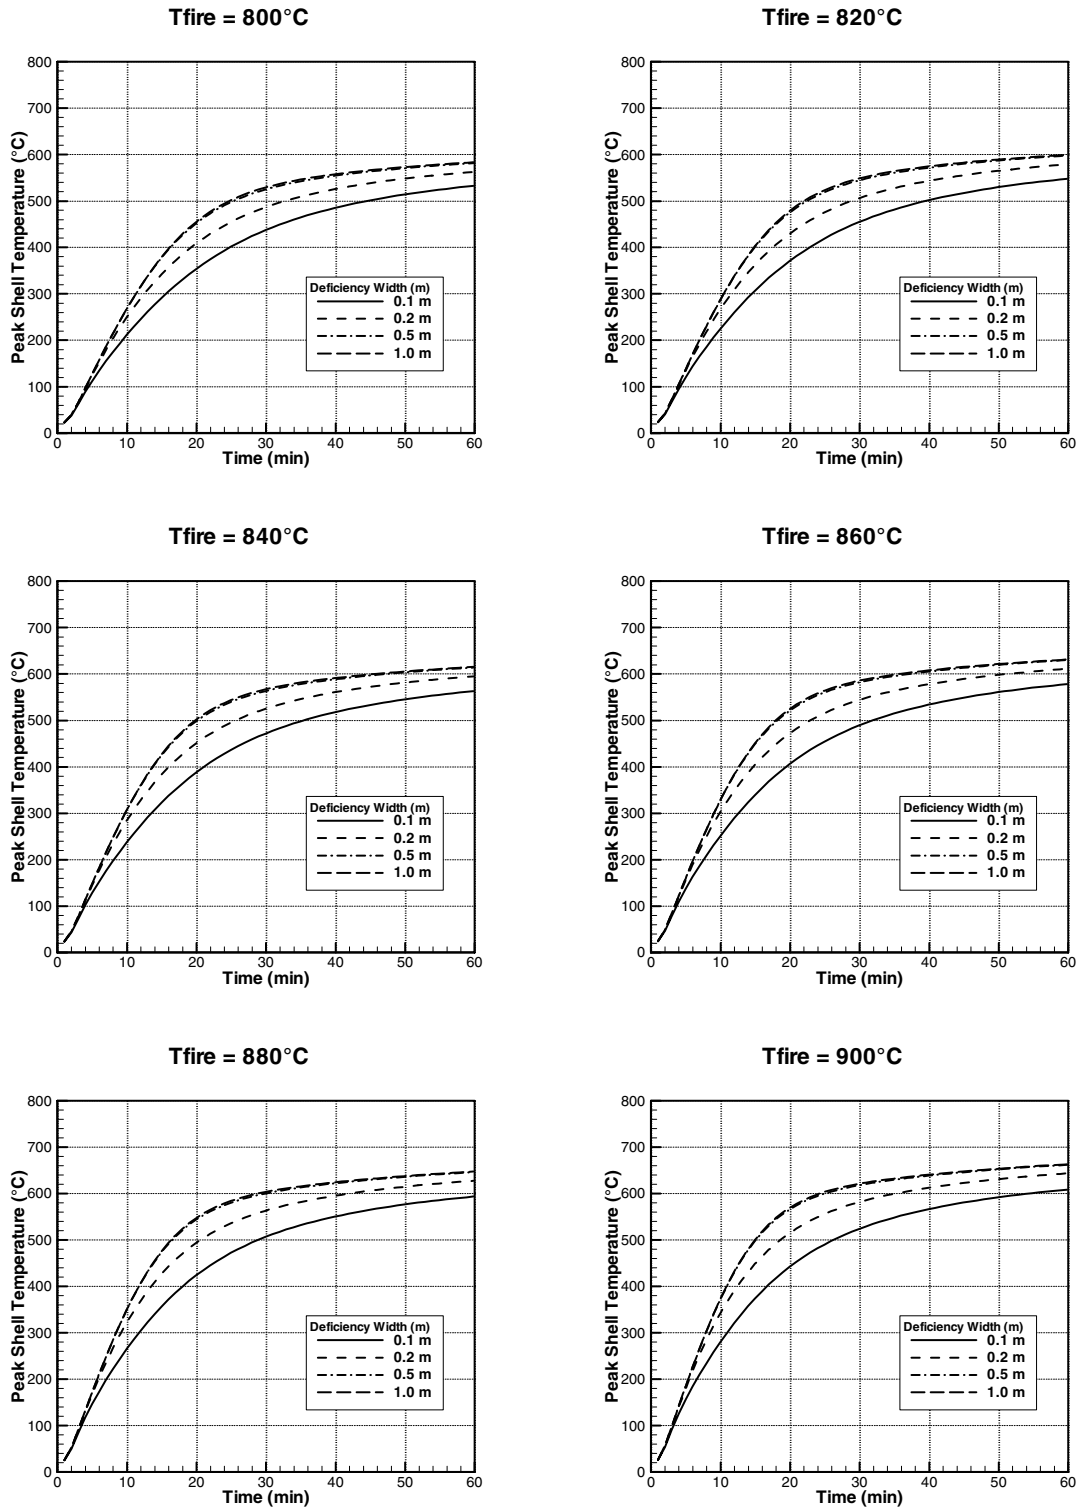 Tfire = 800°C
Peak Shell Temperature (°C)
800
700
600
500
400
300
200
100
0
Deficiency Width (m)
0.1 m
0.2 m
0.5 m
1.0 m
0 10 20 30 40 50 60
Time (min)
Tfire = 820°C
Peak Shell Temperature (°C)
800
700
600
500
400
300
200
100
0
Deficiency Width (m)
0.1 m
0.2 m
0.5 m
1.0 m
0 10 20 30 40 50 60
Time (min)
Tfire = 840°C
Peak Shell Temperature (°C)
800
700
600
500
400
300
200
100
0
Deficiency Width (m)
0.1 m
0.2 m
0.5 m
1.0 m
0 10 20 30 40 50 60
Time (min)
Tfire = 860°C
Peak Shell Temperature (°C)
800
700
600
500
400
300
200
100
0
Deficiency Width (m)
0.1 m
0.2 m
0.5 m
1.0 m
0 10 20 30 40 50 60
Time (min)
Tfire = 880°C
Peak Shell Temperature (°C)
800
700
600
500
400
300
200
100
0
Deficiency Width (m)
0.1 m
0.2 m
0.5 m
1.0 m
0 10 20 30 40 50 60
Time (min)
Tfire = 900°C
Peak Shell Temperature (°C)
800
700
600
500
400
300
200
100
0
Deficiency Width (m)
0.1 m
0.2 m
0.5 m
1.0 m
0 10 20 30 40 50 60
Time (min)